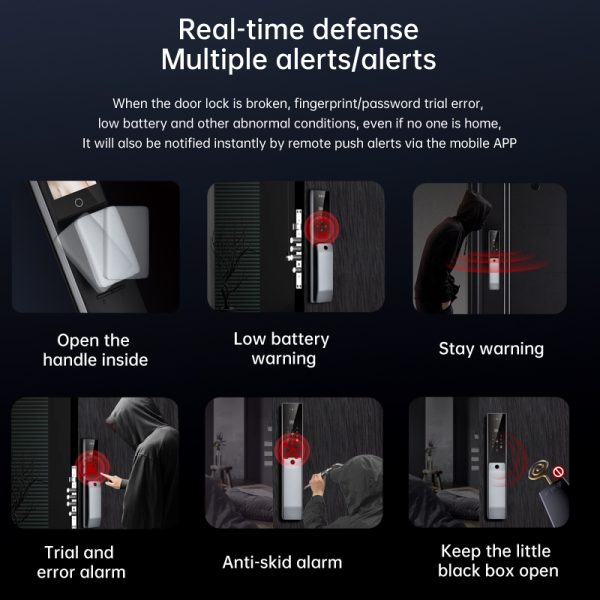 Real-time defense
Multiple alerts/alerts
When the door lock is broken, fingerprint/password trial error,
low battery and other abnormal conditions, even if no one is home,
It will also be notified instantly by remote push alerts via the mobile APP
Open the
handle inside
Low battery
warning
Stay warning
Trial and
error alarm
Anti-skid alarm
Keep the little
black box open